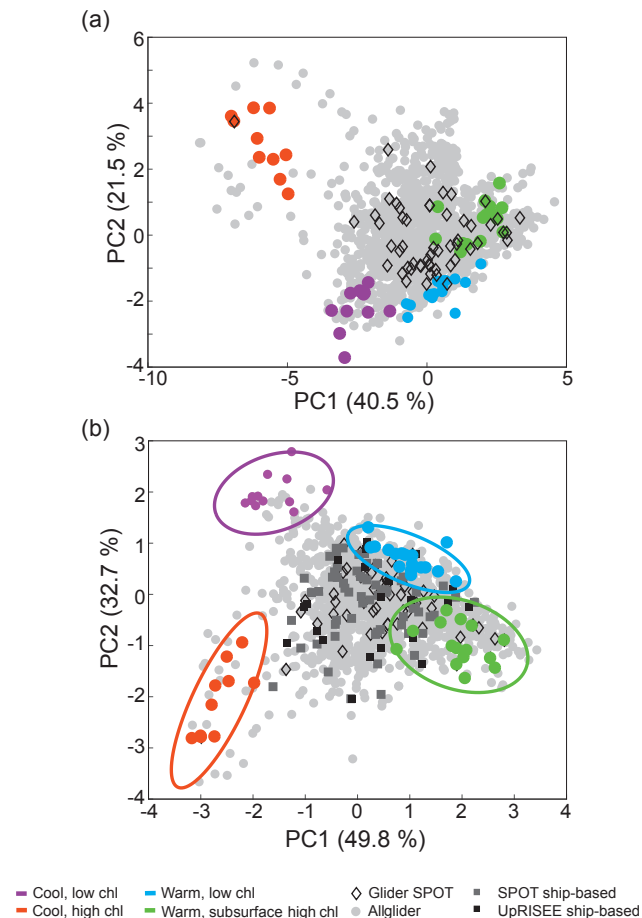 (a)
6
4
2
0
-2
-4
PC2 (21.5 %)
-10 -5 0 5
PC1 (40.5 %)
(b)
3
2
1
0
-1
-2
-3
-4
PC2 (32.7 %)
-4 -3 -2 -1 0 1 2 3 4
PC1 (49.8 %)
Cool, low chl Warm, low chl Glider SPOT SPOT ship-based
Cool, high chl Warm, subsurface high chl Allglider UpRISEE ship-based